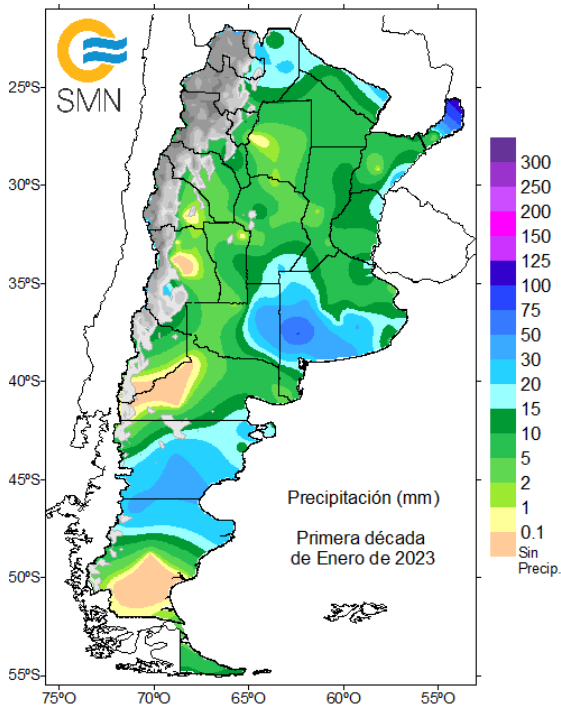 SMN
25ºS
30ºS
35ºS
40ºS
45ºS
50ºS
55ºS
75ºO
70ºO
65ºO
60ºO
55ºO
Precipitación (mm)
Primera década
de Enero de 2023
300
250
200
150
125
100
75
50
30
20
15
10
5
2
1
0.1
Sin
Precip.